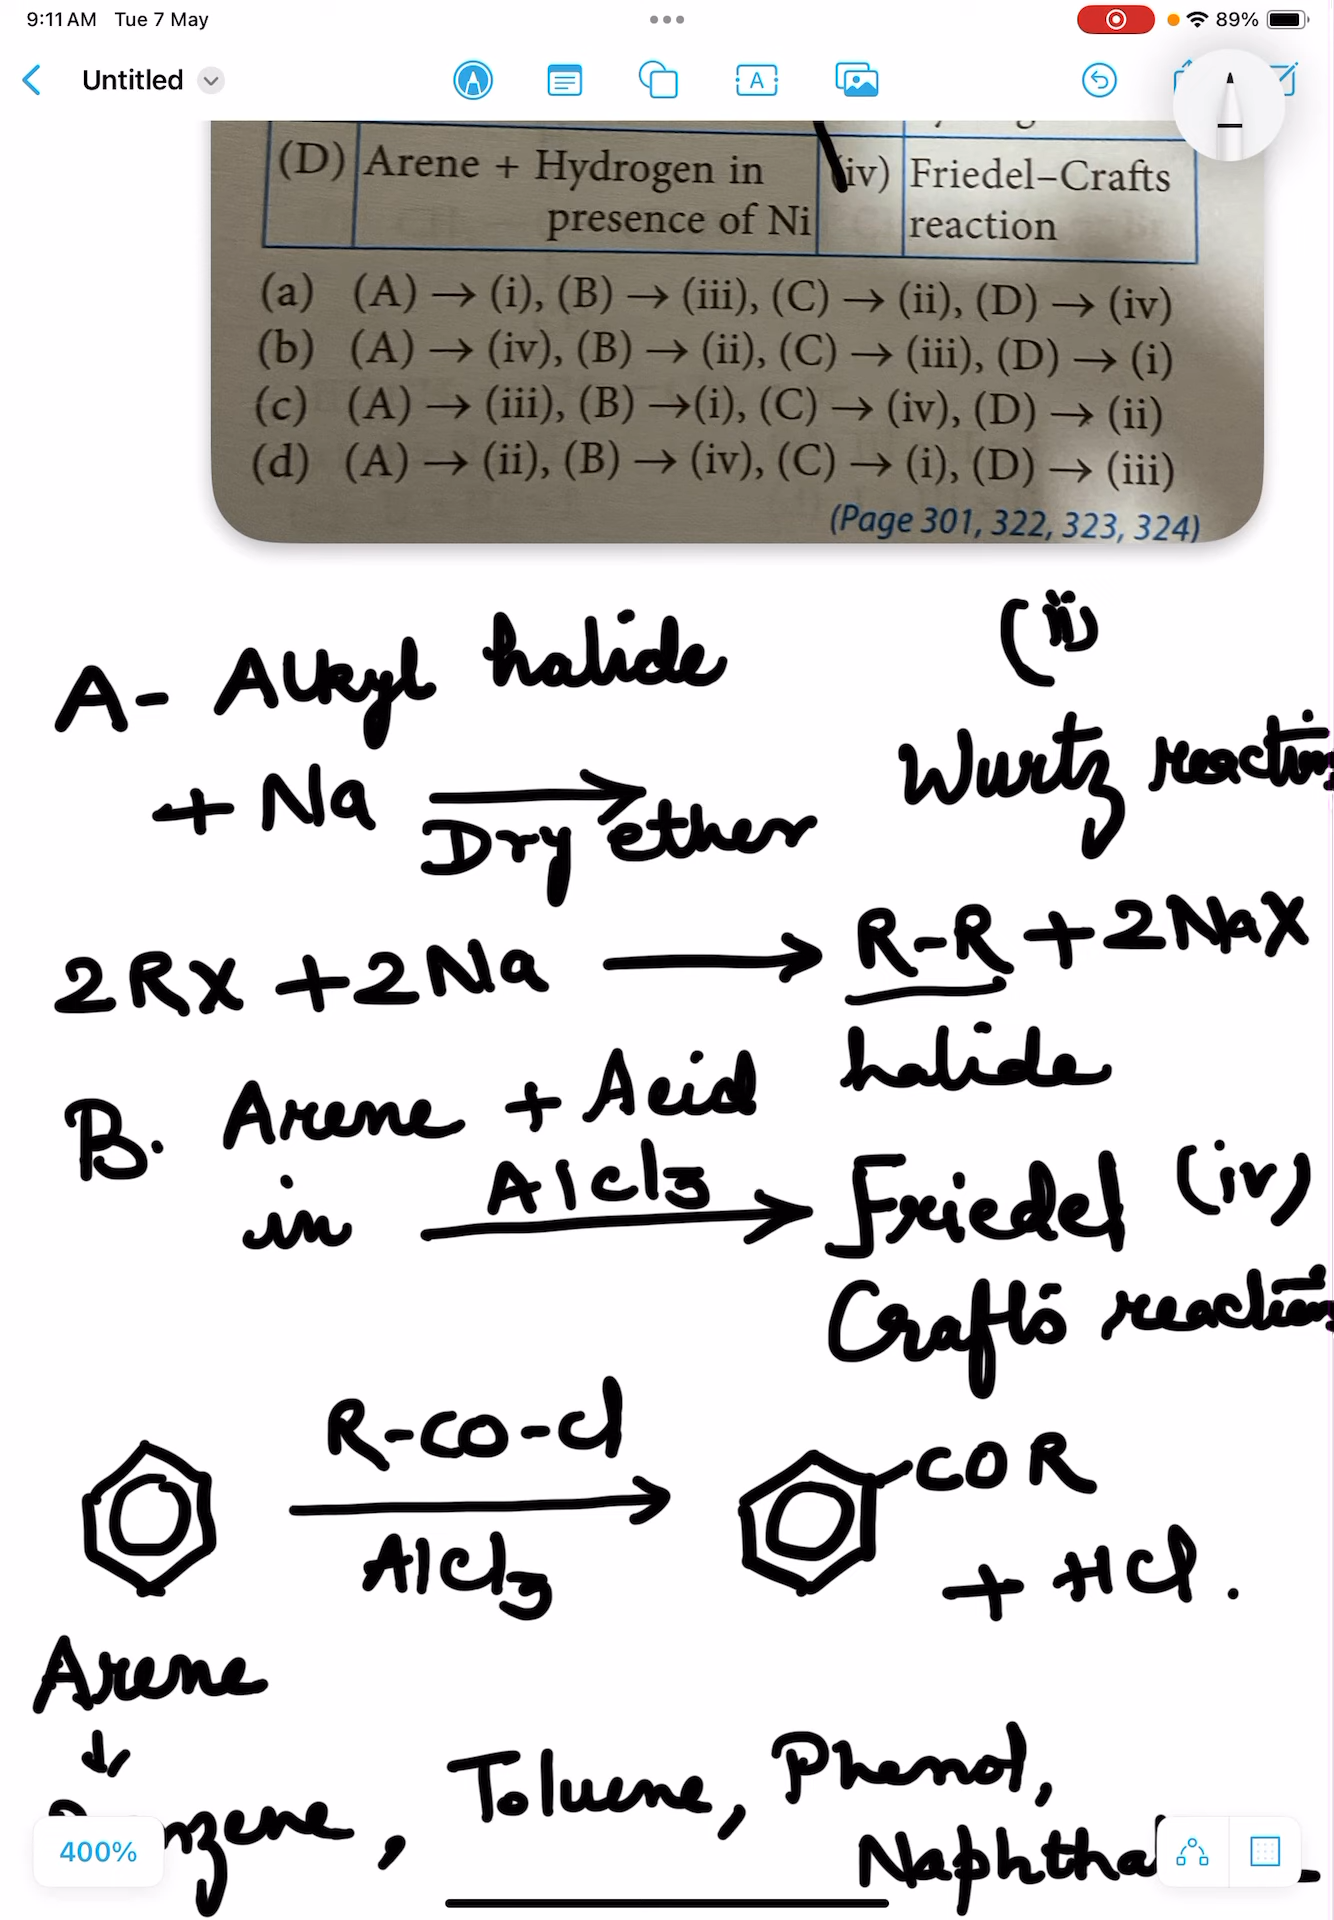 9:11 AM Tue 7 May
89%
Untitled
A
(D) Arene + Hydrogen in (iv) Friedel–Crafts
presence of Ni reaction
(a) (A) → (i), (B) → (iii), (C) → (ii), (D) → (iv)
(b) (A) → (iv), (B) → (ii), (C) → (iii), (D) → (i)
(c) (A) → (iii), (B) →(i), (C) → (iv), (D) → (ii)
(d) (A) → (ii), (B) → (iv), (C) → (i), (D) → (iii)
(Page 301, 322, 323, 324)
A- Alkyl halide (ii)
+ Na → Wurtz reaction
Dry ether
2RX + 2Na → R-R + 2NaX
B. Arene + Acid halide
in AlCl3 → Friedel (iv)
Crafts reaction
R-CO-Cl
COR
AlCl3
+ HCl.
Arene
↓
Toluene, Phenol,
400%